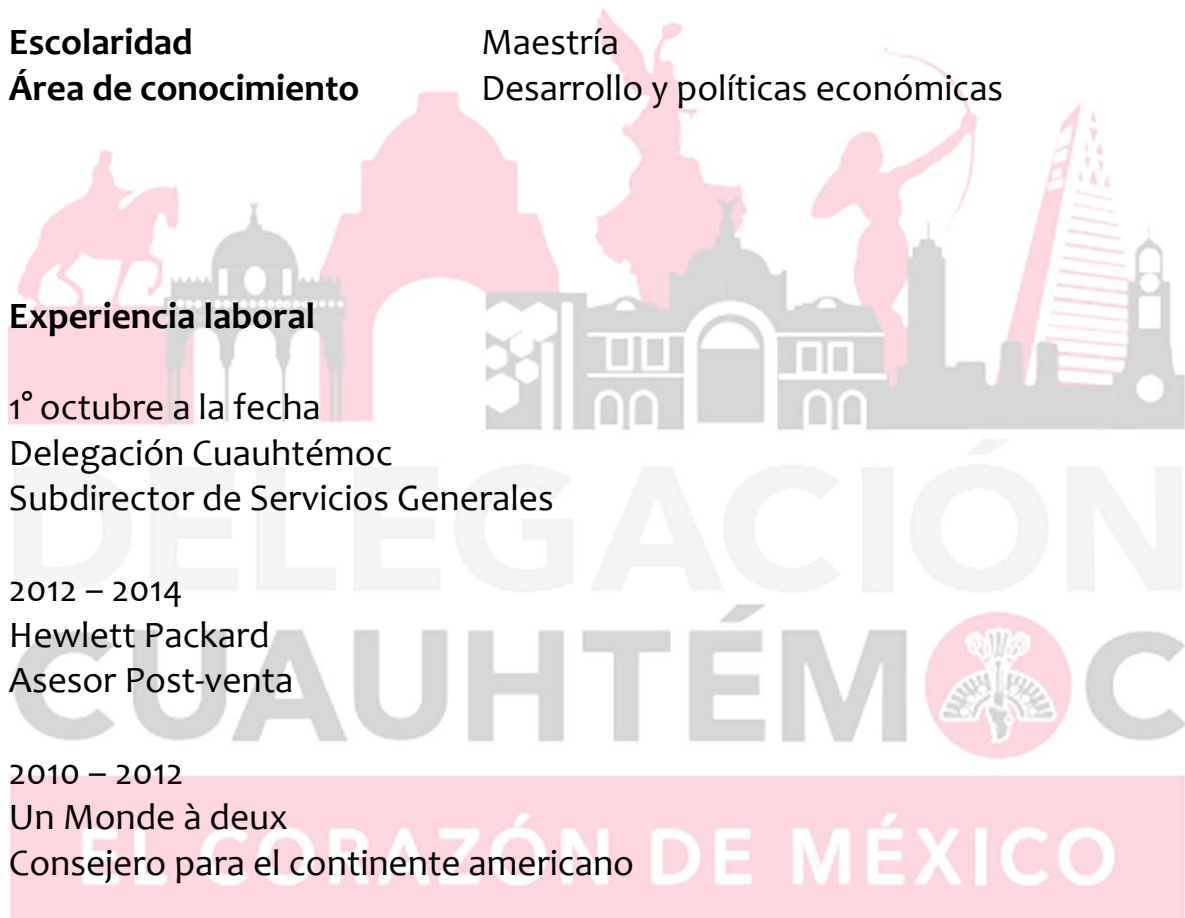 Escolaridad Maestría
Área de conocimiento Desarrollo y políticas económicas
Experiencia laboral
1° octubre a la fecha
Delegación Cuauhtémoc
Subdirector de Servicios Generales
DELEGACIÓN
2012 – 2014
Hewlett Packard
Asesor Post-venta
CUAUHTÉMOC
2010 – 2012
Un Monde à deux
Consejero para el continente americano
EL CORAZÓN DE MÉXICO